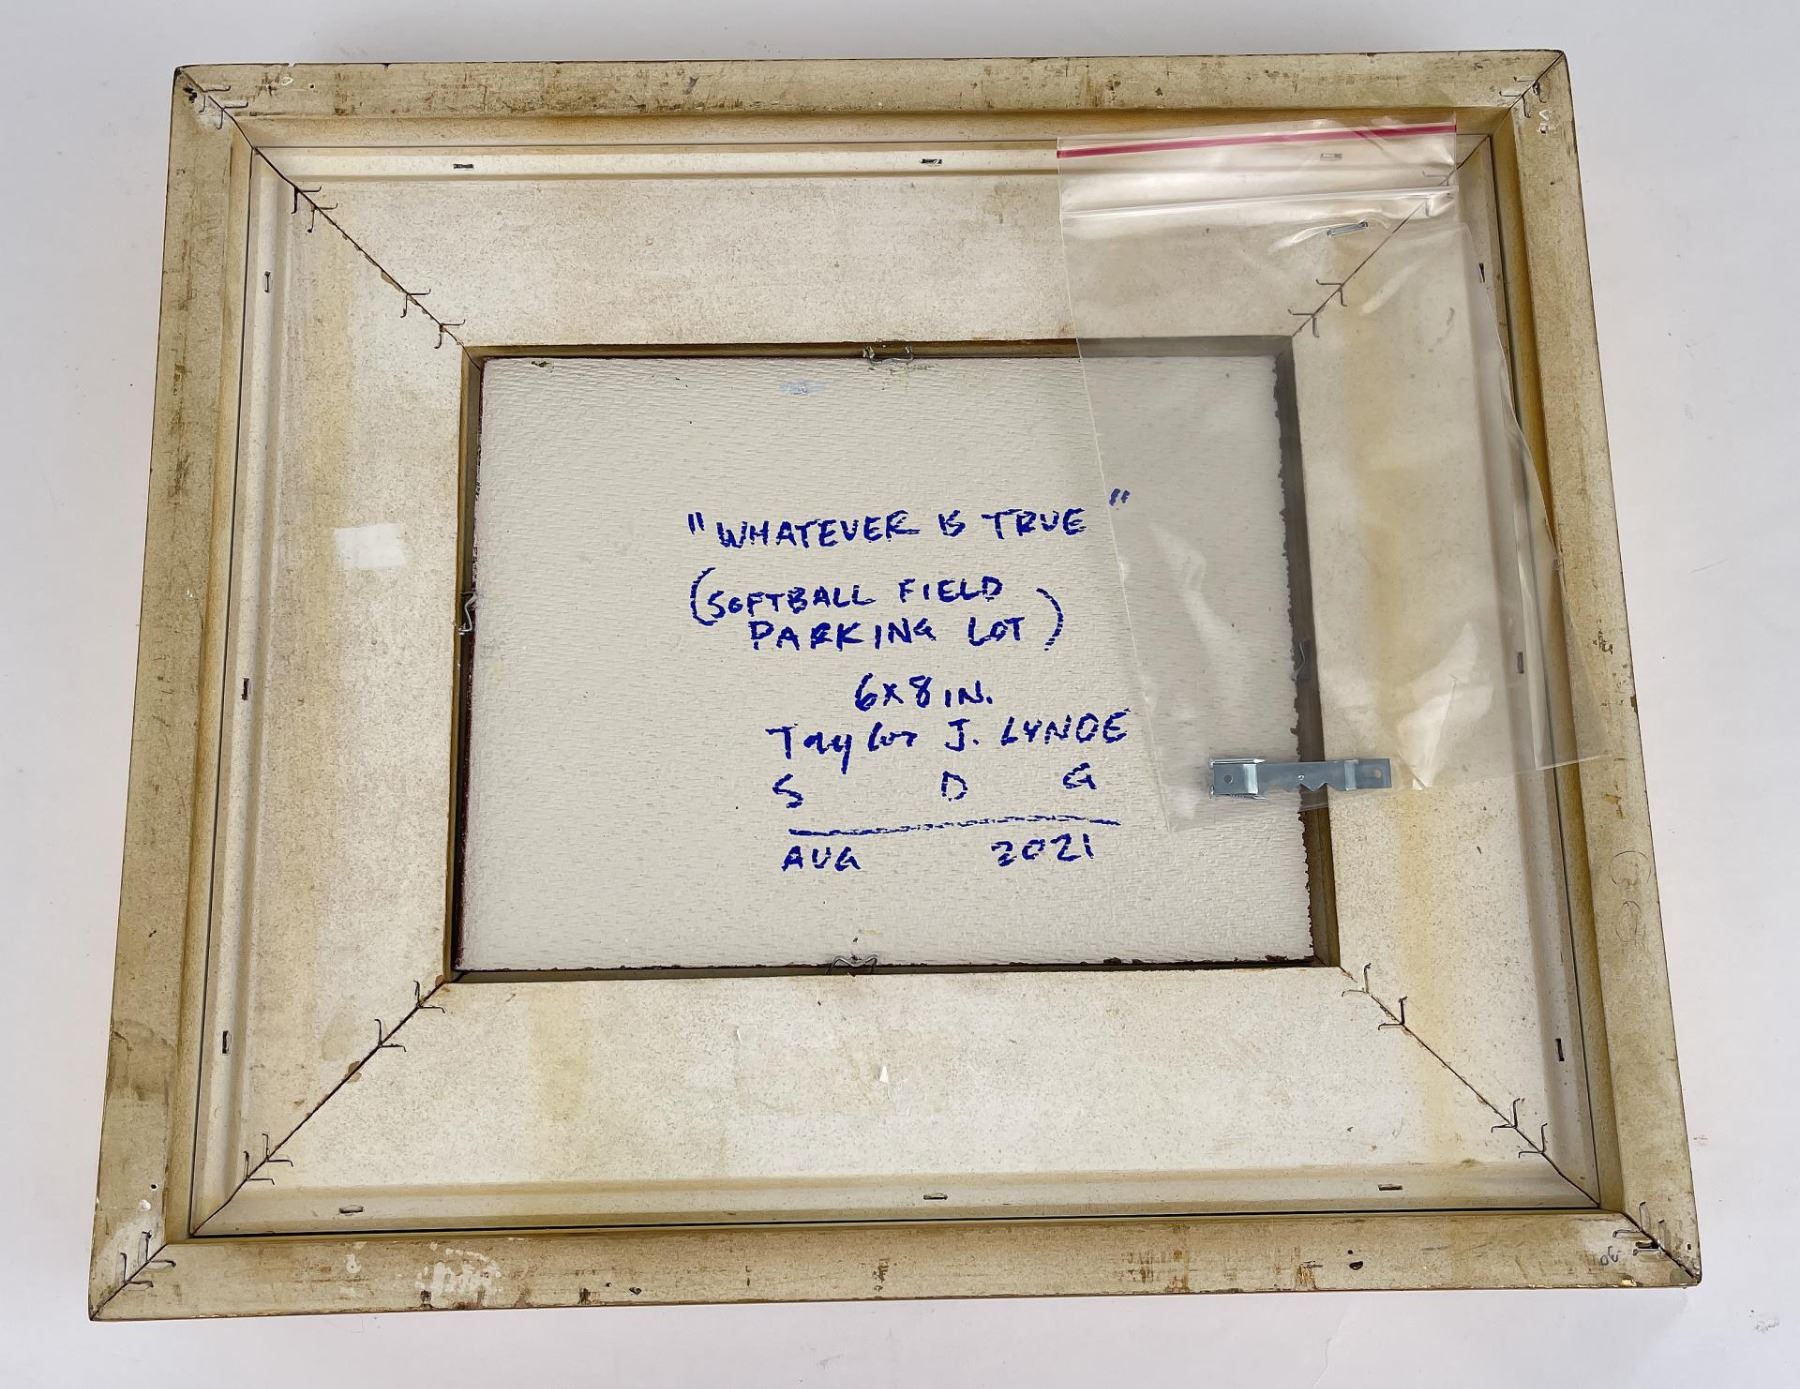 "WHATEVER IS TRUE"
(SOFTBALL FIELD
PARKING LOT)
6x8 IN.
Taylor J. LYNDE
S D G
AUG 2021